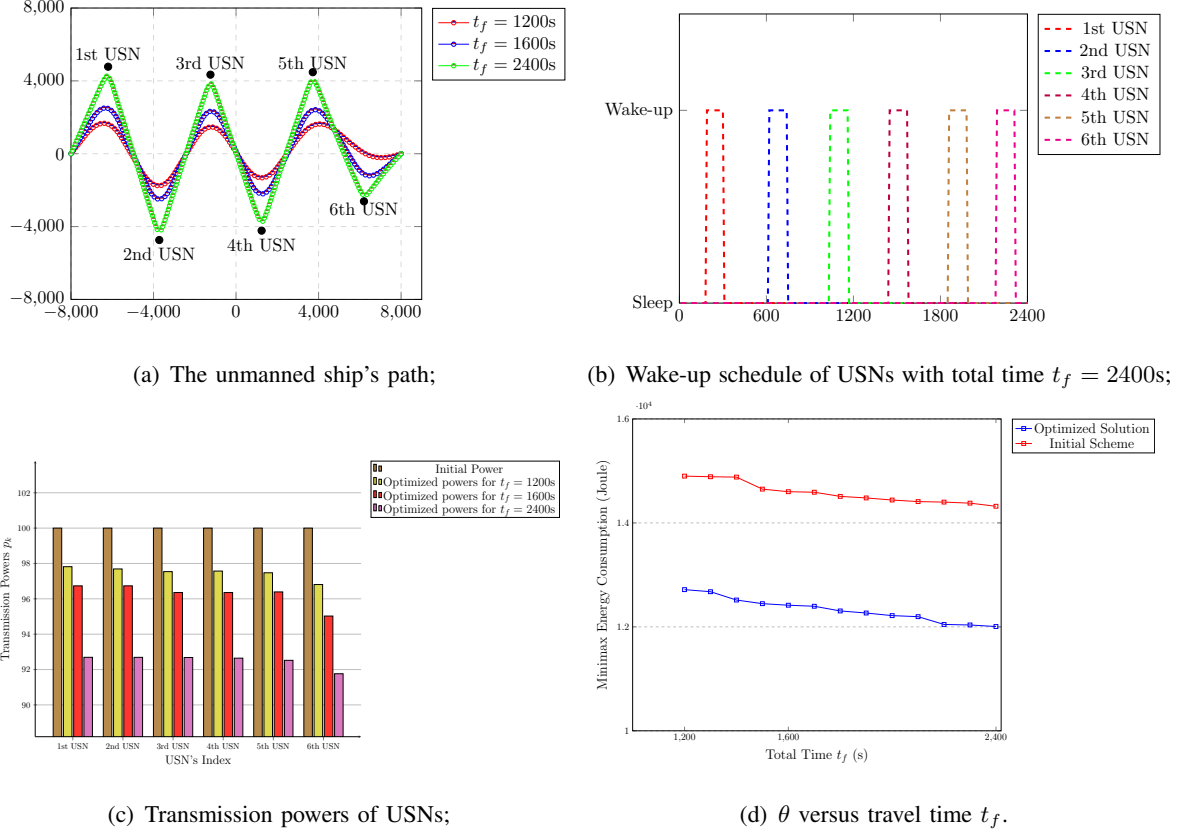 8,000
4,000
0
−4,000
−8,000
−8,000 −4,000 0 4,000 8,000
1st USN
2nd USN
3rd USN
4th USN
5th USN
6th USN
t_f = 1200s
t_f = 1600s
t_f = 2400s
(a) The unmanned ship's path;
Wake-up
Sleep
0 600 1200 1800 2400
1st USN
2nd USN
3rd USN
4th USN
5th USN
6th USN
(b) Wake-up schedule of USNs with total time t_f = 2400s;
Transmission Powers p_k
102
100
98
96
94
92
90
1st USN 2nd USN 3rd USN 4th USN 5th USN 6th USN
USN's Index
Initial Power
Optimized powers for t_f = 1200s
Optimized powers for t_f = 1600s
Optimized powers for t_f = 2400s
(c) Transmission powers of USNs;
·10⁴
Minimax Energy Consumption (Joule)
1.6
1.4
1.2
1
1,200 1,600 2,400
Total Time t_f (s)
Optimized Solution
Initial Scheme
(d) θ versus travel time t_f.